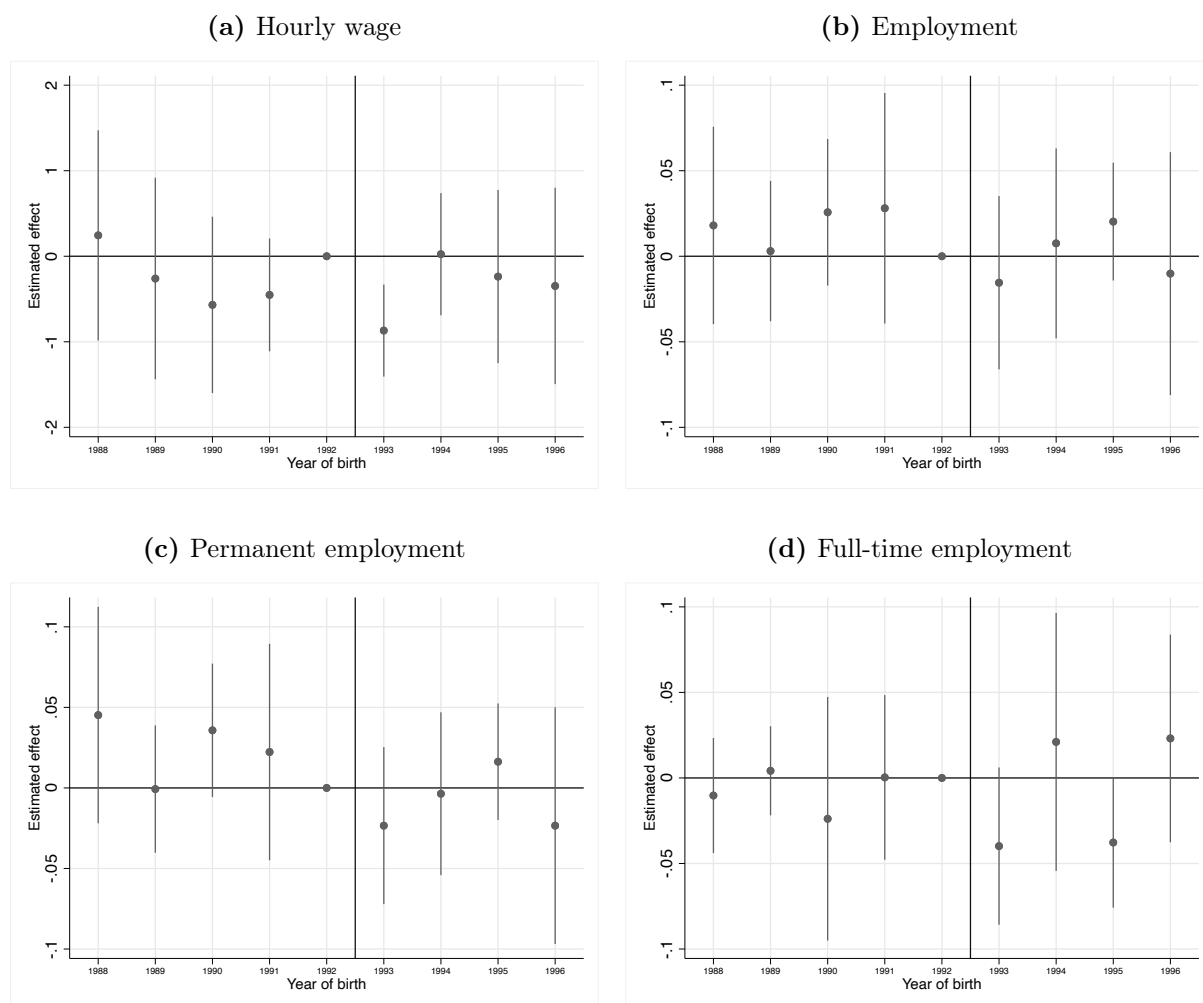 (a) Hourly wage
Estimated effect
2
1
0
-1
-2
1988 1989 1990 1991 1992 1993 1994 1995 1996
Year of birth
(b) Employment
Estimated effect
.1
.05
0
-.05
-.1
1988 1989 1990 1991 1992 1993 1994 1995 1996
Year of birth
(c) Permanent employment
Estimated effect
.1
.05
0
-.05
-.1
1988 1989 1990 1991 1992 1993 1994 1995 1996
Year of birth
(d) Full-time employment
Estimated effect
.1
.05
0
-.05
-.1
1988 1989 1990 1991 1992 1993 1994 1995 1996
Year of birth